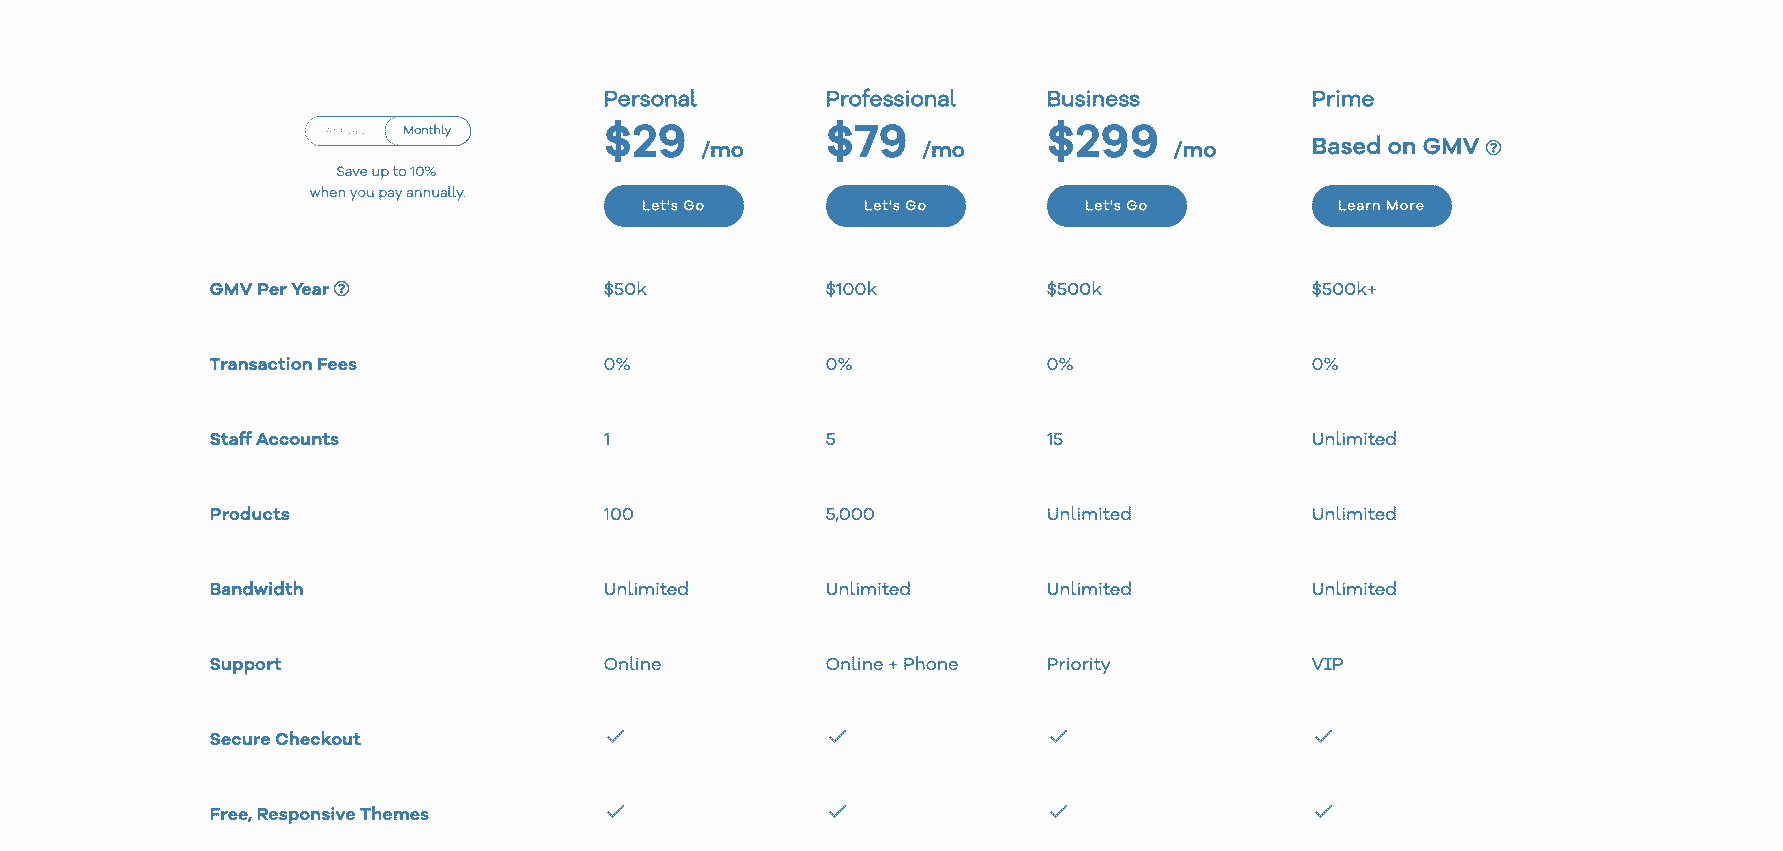 Personal Professional Business Prime
Monthly
$29 /mo $79 /mo $299 /mo Based on GMV ?
Save up to 10%
when you pay annually.
Let's Go Let's Go Let's Go Learn More
GMV Per Year ? $50k $100k $500k $500k+
Transaction Fees 0% 0% 0% 0%
Staff Accounts 1 5 15 Unlimited
Products 100 5,000 Unlimited Unlimited
Bandwidth Unlimited Unlimited Unlimited Unlimited
Support Online Online + Phone Priority VIP
Secure Checkout
Free, Responsive Themes